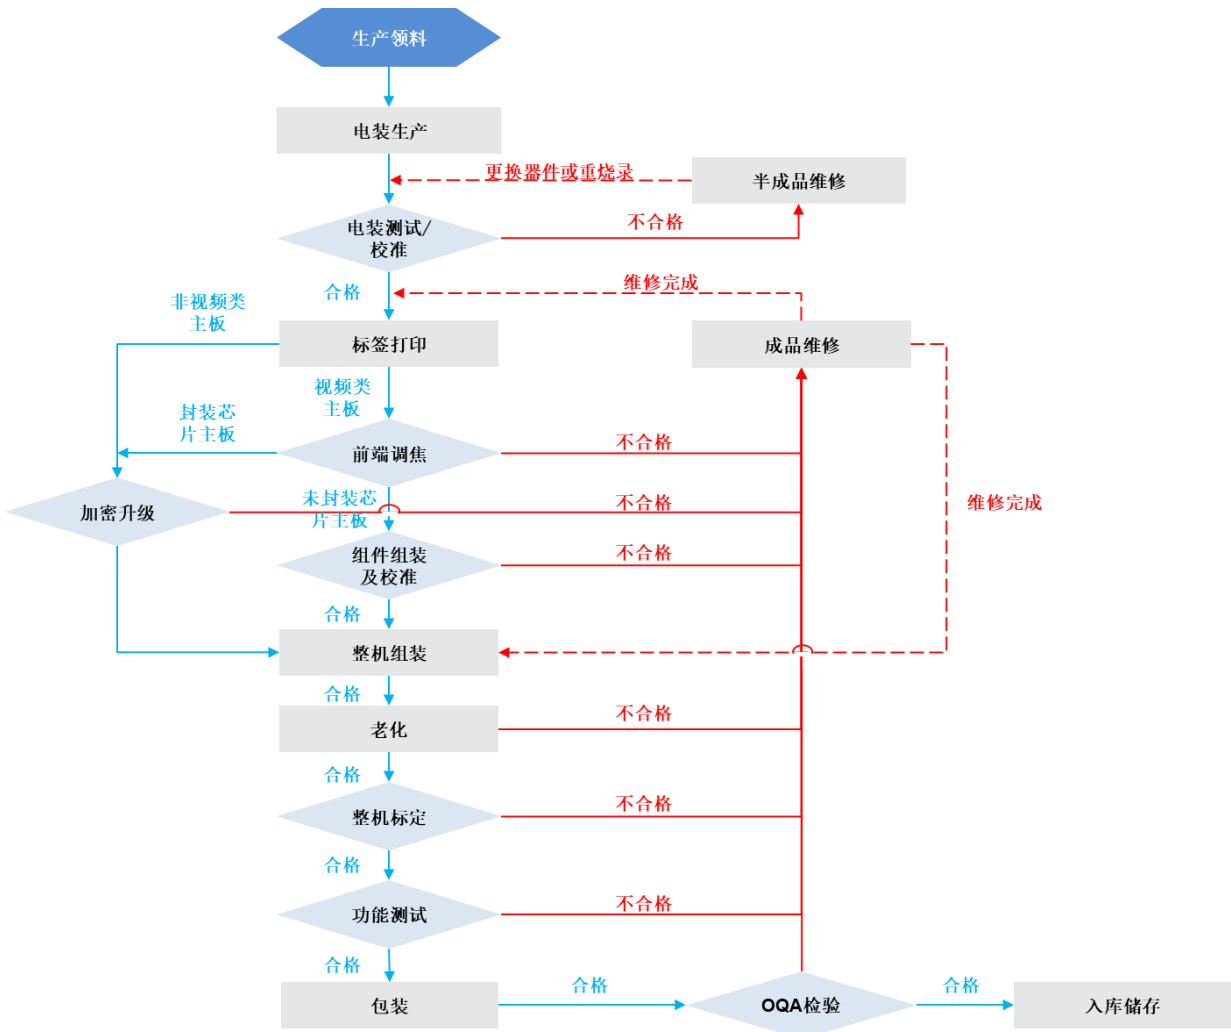 生产领料
电装生产
更换器件或重烧录
半成品维修
电装测试/
校准
不合格
合格
维修完成
非视频类
主板
标签打印
成品维修
视频类
主板
封装芯
片主板
前端调焦
不合格
加密升级
未封装芯
片主板
不合格
维修完成
组件组装
及校准
不合格
合格
整机组装
合格
老化
不合格
合格
整机标定
不合格
合格
功能测试
不合格
合格
包装
合格
OQA检验
合格
入库储存